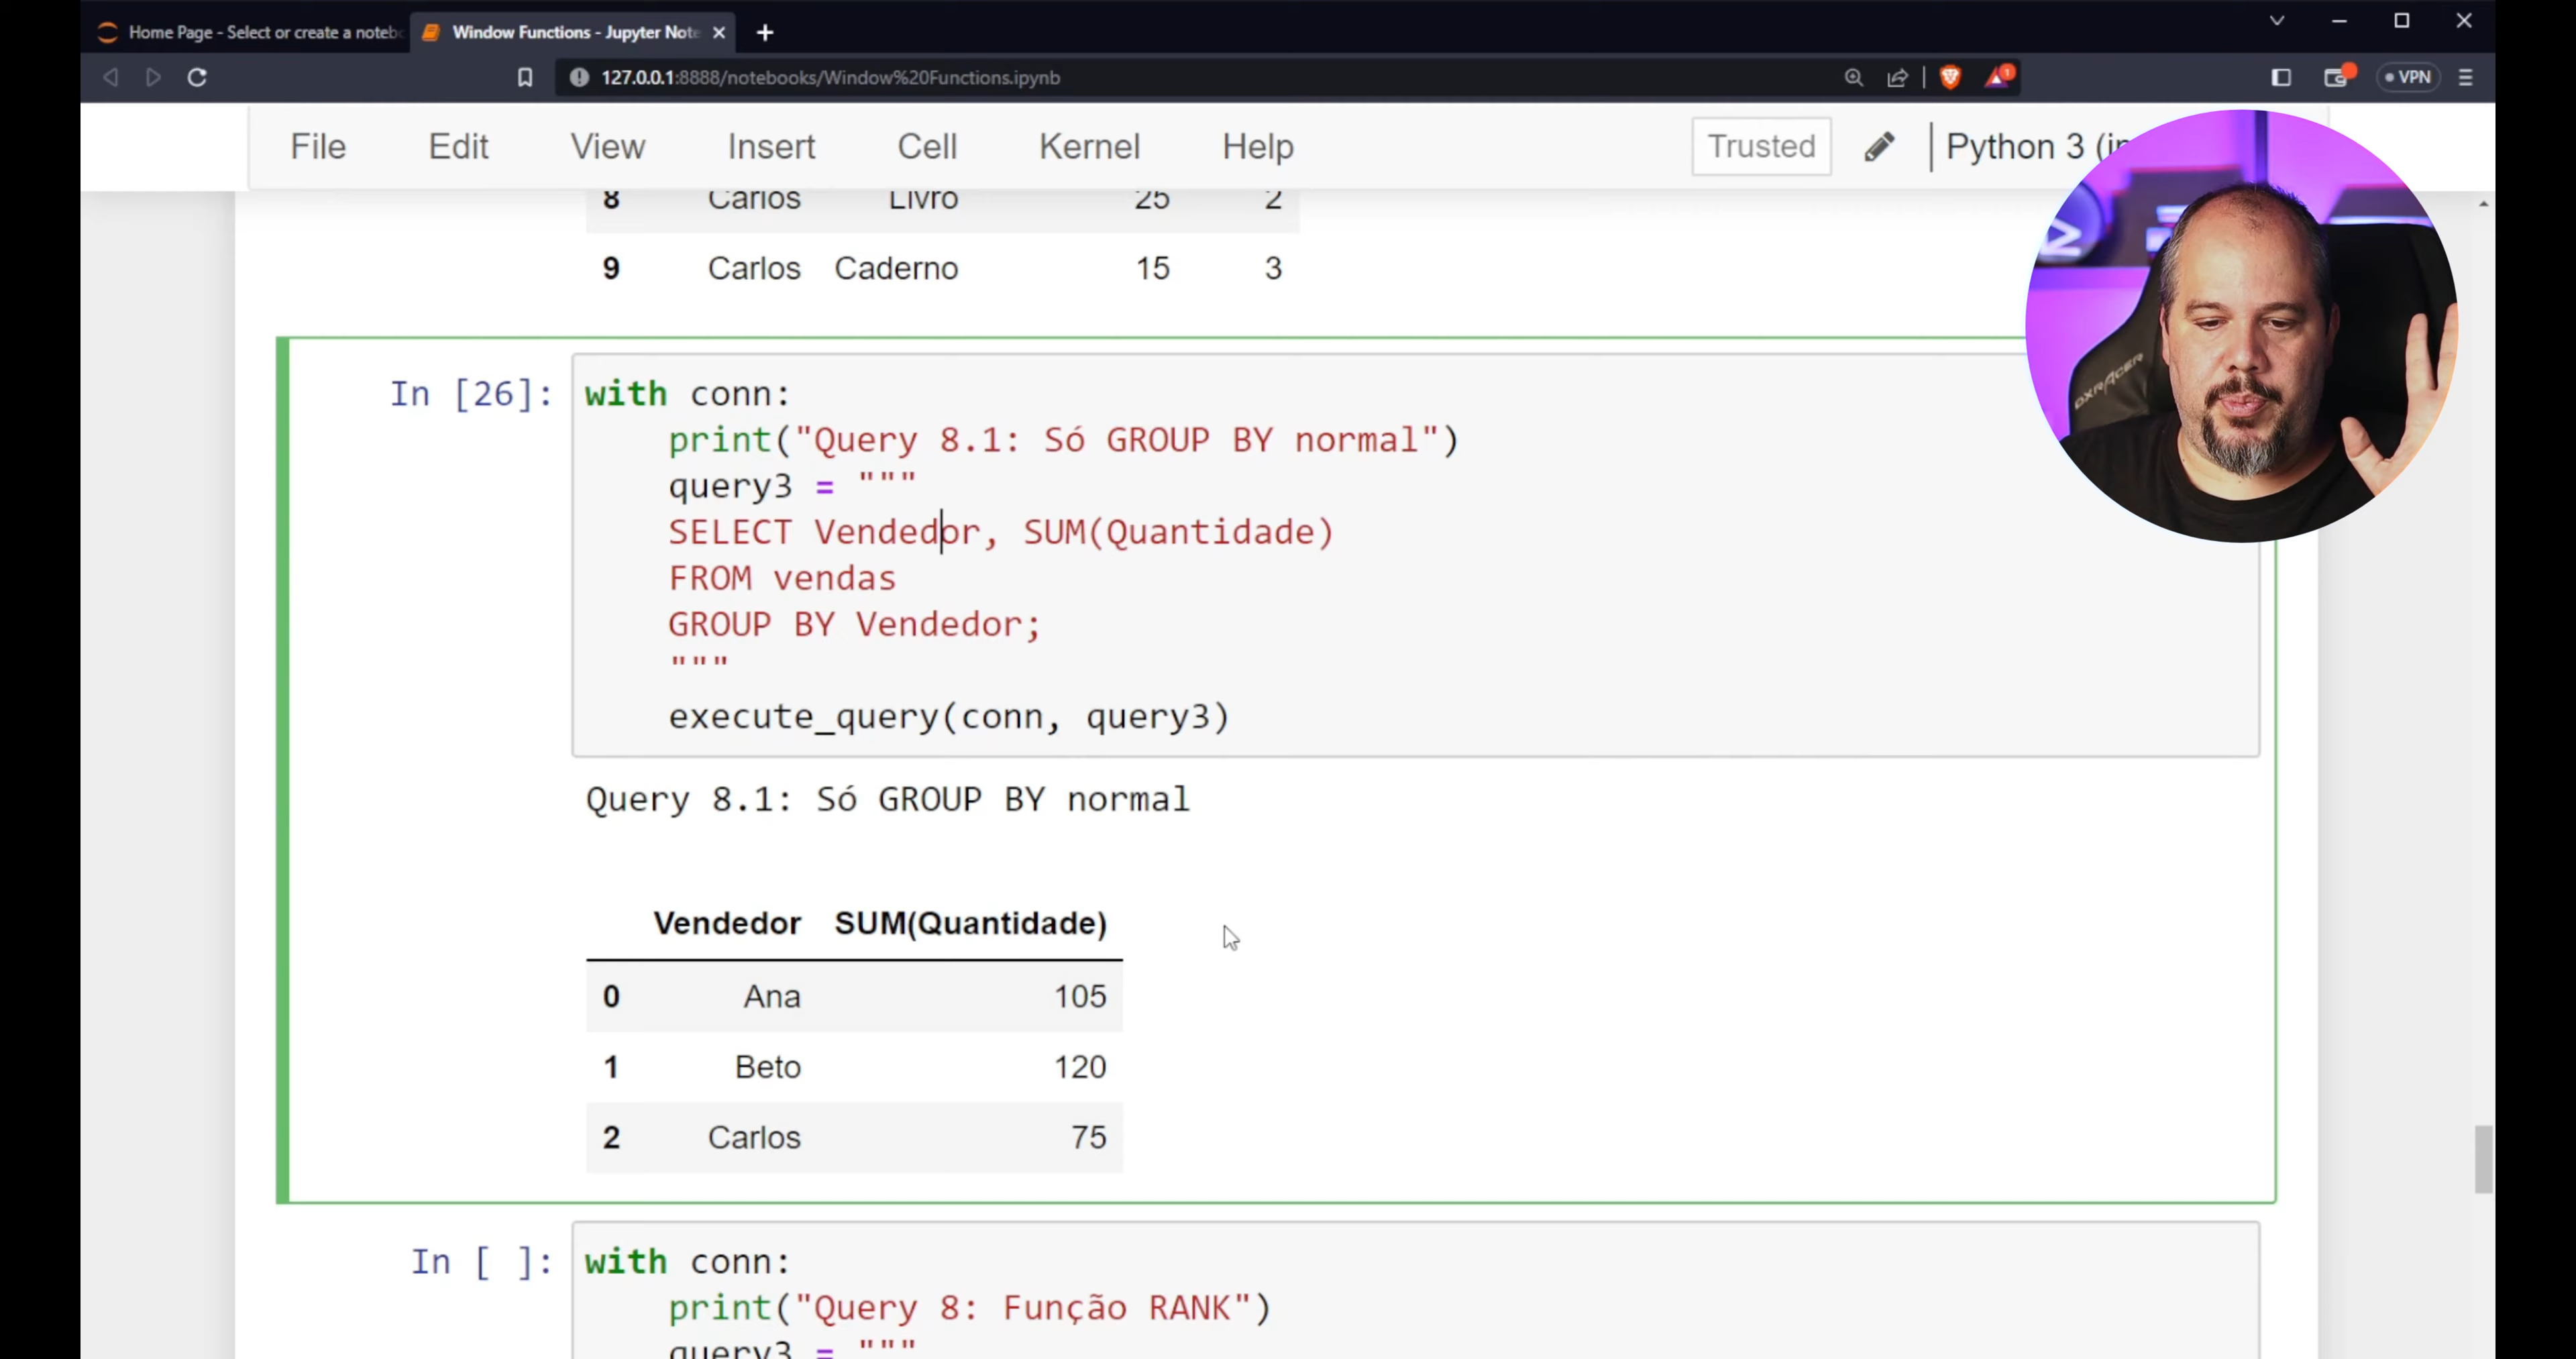 Home Page - Select or create a noteb
Window Functions - Jupyter Note
127.0.0.1:8888/notebooks/Window%20Functions.ipynb
1
VPN
File Edit View Insert Cell Kernel Help Trusted Python 3 (i
8 Carlos Livro 25 2
9 Carlos Caderno 15 3
In [26]: with conn:
print("Query 8.1: Só GROUP BY normal")
query3 = """
SELECT Vendedor, SUM(Quantidade)
FROM vendas
GROUP BY Vendedor;
"""
execute_query(conn, query3)
Query 8.1: Só GROUP BY normal
Vendedor SUM(Quantidade)
0 Ana 105
1 Beto 120
2 Carlos 75
In [ ]: with conn:
print("Query 8: Função RANK")
query3 = """
DXRACER